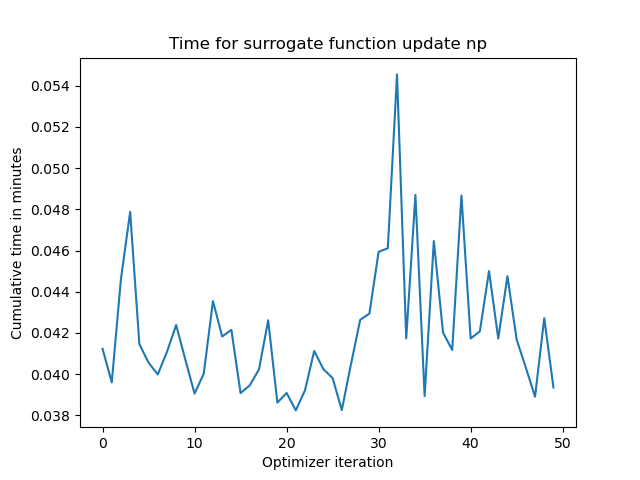 Time for surrogate function update np
Cumulative time in minutes
0.054
0.052
0.050
0.048
0.046
0.044
0.042
0.040
0.038
0 10 20 30 40 50
Optimizer iteration